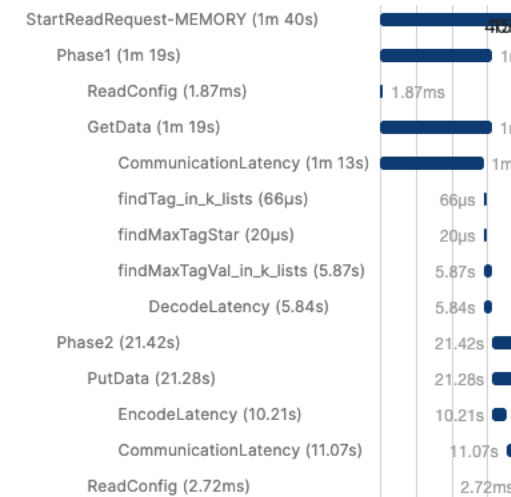 StartReadRequest-MEMORY (1m 40s)
Phase1 (1m 19s)
ReadConfig (1.87ms) 1.87ms
GetData (1m 19s)
CommunicationLatency (1m 13s) 1m
findTag_in_k_lists (66µs) 66µs
findMaxTagStar (20µs) 20µs
findMaxTagVal_in_k_lists (5.87s) 5.87s
DecodeLatency (5.84s) 5.84s
Phase2 (21.42s) 21.42s
PutData (21.28s) 21.28s
EncodeLatency (10.21s) 10.21s
CommunicationLatency (11.07s) 11.07s
ReadConfig (2.72ms) 2.72ms